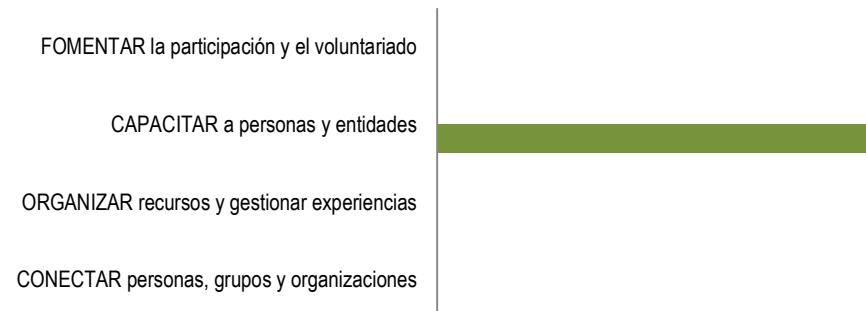 FOMENTAR la participación y el voluntariado
CAPACITAR a personas y entidades
ORGANIZAR recursos y gestionar experiencias
CONECTAR personas, grupos y organizaciones